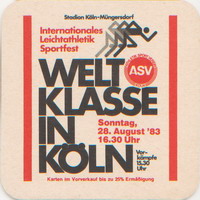 Stadion Köln-Müngersdorf
Internationales
Leichtathletik
Sportfest
ASV
WELT
KLASSE
IN
KÖLN
Sonntag,
28. August '83
16.30 Uhr
Vor-
kämpfe
15.30
Uhr
Karten im Vorverkauf bis zu 25% Ermäßigung